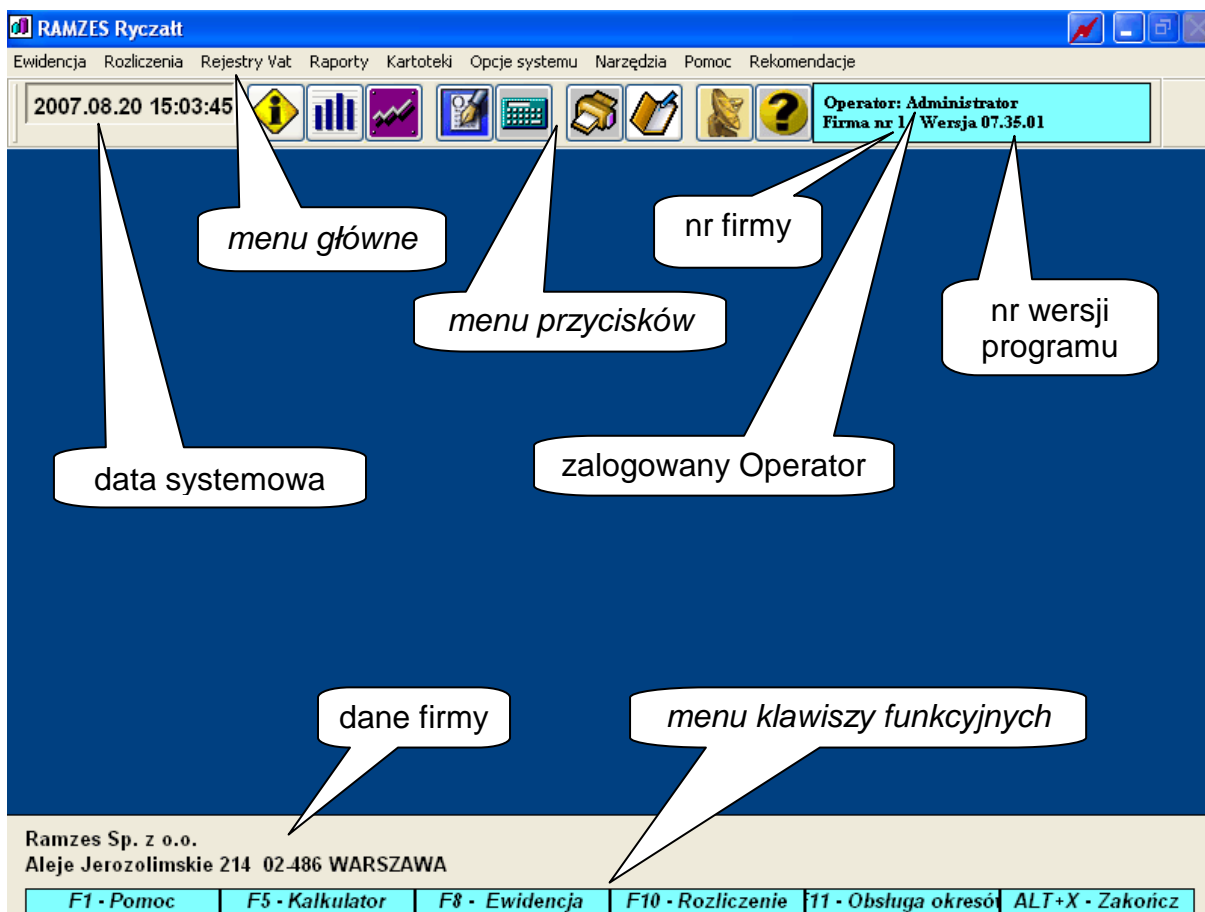 RAMZES Ryczałt
Ewidencja Rozliczenia Rejestry Vat Raporty Kartoteki Opcje systemu Narzędzia Pomoc Rekomendacje
2007.08.20 15:03:45
Operator: Administrator
Firma nr 1 Wersja 07.35.01
menu główne
nr firmy
menu przycisków
nr wersji
programu
data systemowa
zalogowany Operator
dane firmy
menu klawiszy funkcyjnych
Ramzes Sp. z o.o.
Aleje Jerozolimskie 214 02-486 WARSZAWA
F1 - Pomoc F5 - Kalkulator F8 - Ewidencja F10 - Rozliczenie F11 - Obsługa okresów ALT+X - Zakończ